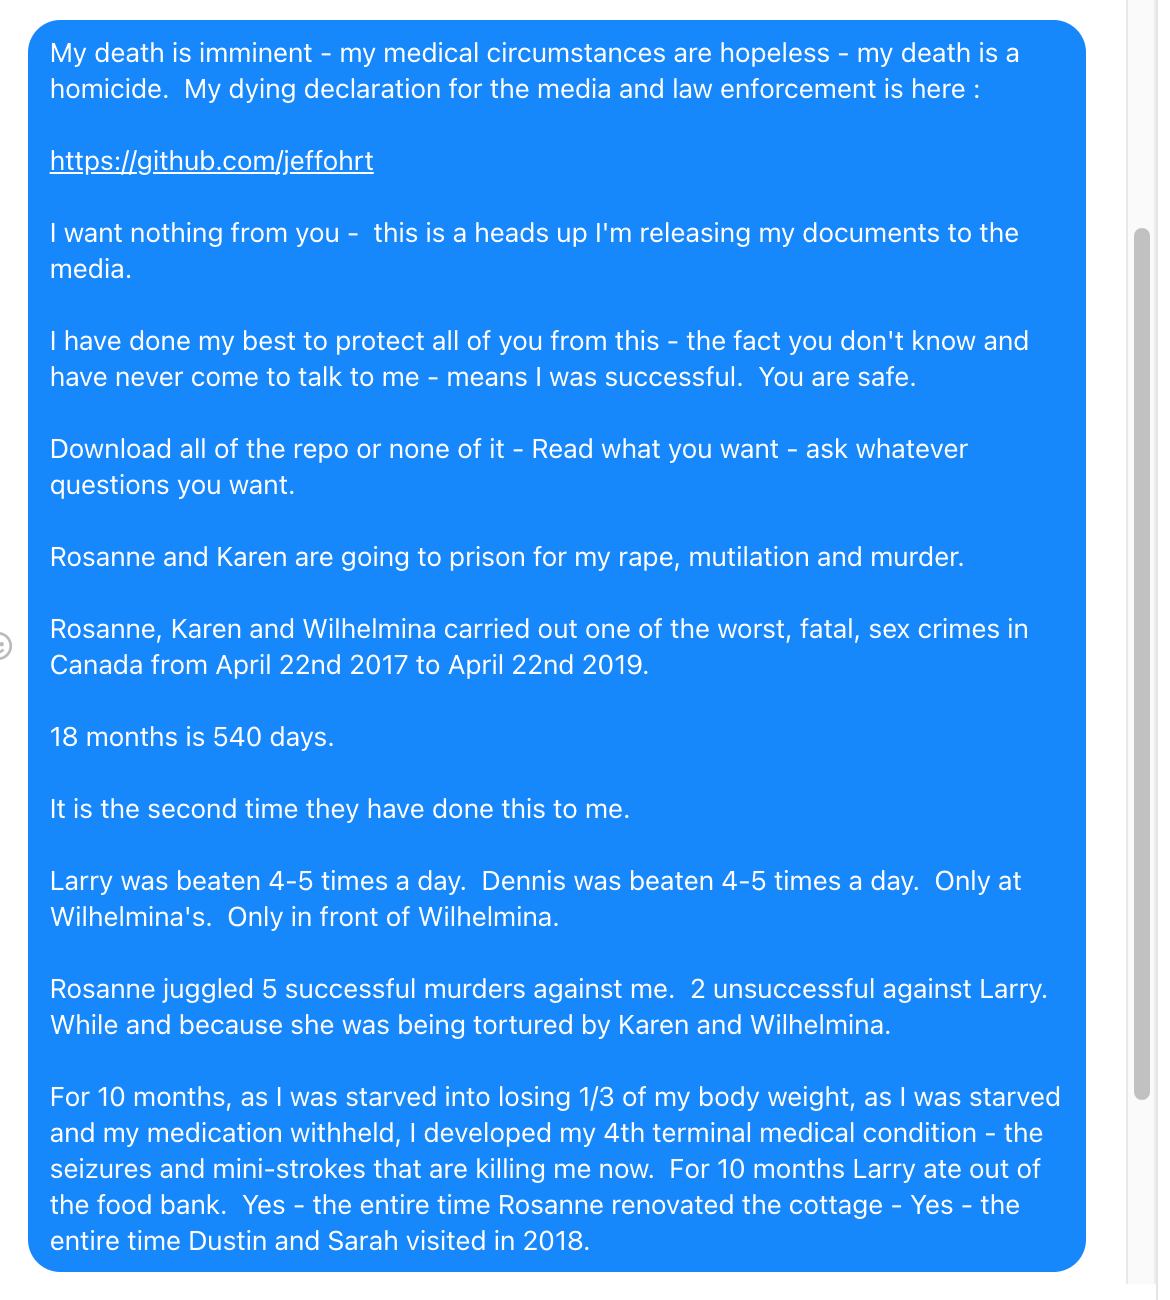 My death is imminent - my medical circumstances are hopeless - my death is a
homicide.  My dying declaration for the media and law enforcement is here :
https://github.com/jeffohrt
I want nothing from you -  this is a heads up I'm releasing my documents to the
media.
I have done my best to protect all of you from this - the fact you don't know and
have never come to talk to me - means I was successful.  You are safe.
Download all of the repo or none of it - Read what you want - ask whatever
questions you want.
Rosanne and Karen are going to prison for my rape, mutilation and murder.
Rosanne, Karen and Wilhelmina carried out one of the worst, fatal, sex crimes in
Canada from April 22nd 2017 to April 22nd 2019.
18 months is 540 days.
It is the second time they have done this to me.
Larry was beaten 4-5 times a day.  Dennis was beaten 4-5 times a day.  Only at
Wilhelmina's.  Only in front of Wilhelmina.
Rosanne juggled 5 successful murders against me.  2 unsuccessful against Larry.
While and because she was being tortured by Karen and Wilhelmina.
For 10 months, as I was starved into losing 1/3 of my body weight, as I was starved
and my medication withheld, I developed my 4th terminal medical condition - the
seizures and mini-strokes that are killing me now.  For 10 months Larry ate out of
the food bank.  Yes - the entire time Rosanne renovated the cottage - Yes - the
entire time Dustin and Sarah visited in 2018.